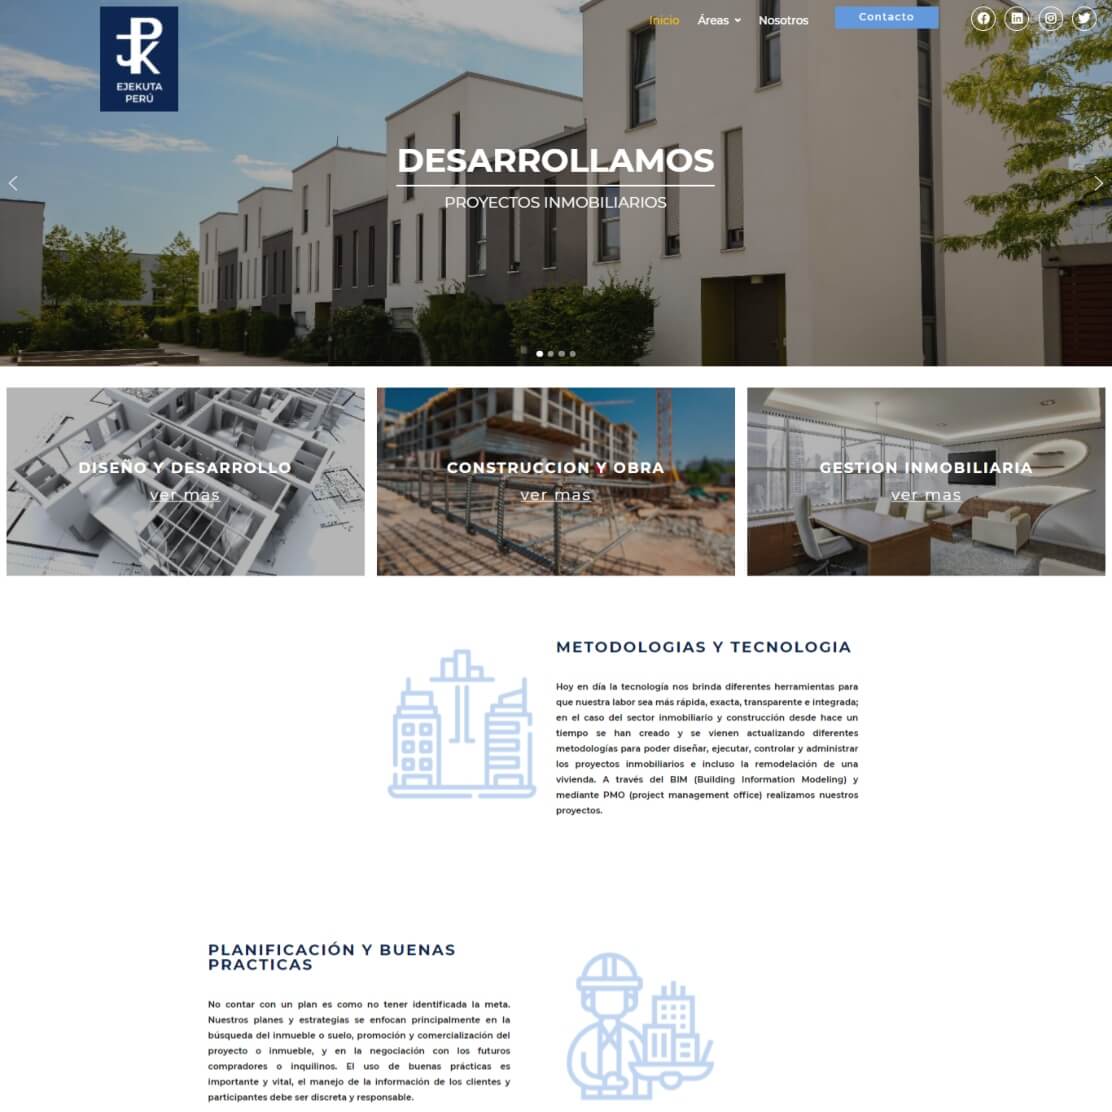 EJEKUTA
PERÚ
Inicio Áreas Nosotros Contacto
DESARROLLAMOS
PROYECTOS INMOBILIARIOS
DISEÑO Y DESARROLLO
ver mas
CONSTRUCCION Y OBRA
ver mas
GESTION INMOBILIARIA
ver mas
METODOLOGIAS Y TECNOLOGIA
Hoy en día la tecnología nos brinda diferentes herramientas para
que nuestra labor sea más rápida, exacta, transparente e integrada;
en el caso del sector inmobiliario y construcción desde hace un
tiempo se han creado y se vienen actualizando diferentes
metodologías para poder diseñar, ejecutar, controlar y administrar
los proyectos inmobiliarios e incluso la remodelación de una
vivienda. A través del BIM (Building Information Modeling) y
mediante PMO (project management office) realizamos nuestros
proyectos.
PLANIFICACIÓN Y BUENAS
PRACTICAS
No contar con un plan es como no tener identificada la meta.
Nuestros planes y estrategias se enfocan principalmente en la
búsqueda del inmueble o suelo, promoción y comercialización del
proyecto o inmueble, y en la negociación con los futuros
compradores o inquilinos. El uso de buenas prácticas es
importante y vital, el manejo de la información de los clientes y
participantes debe ser discreta y responsable.